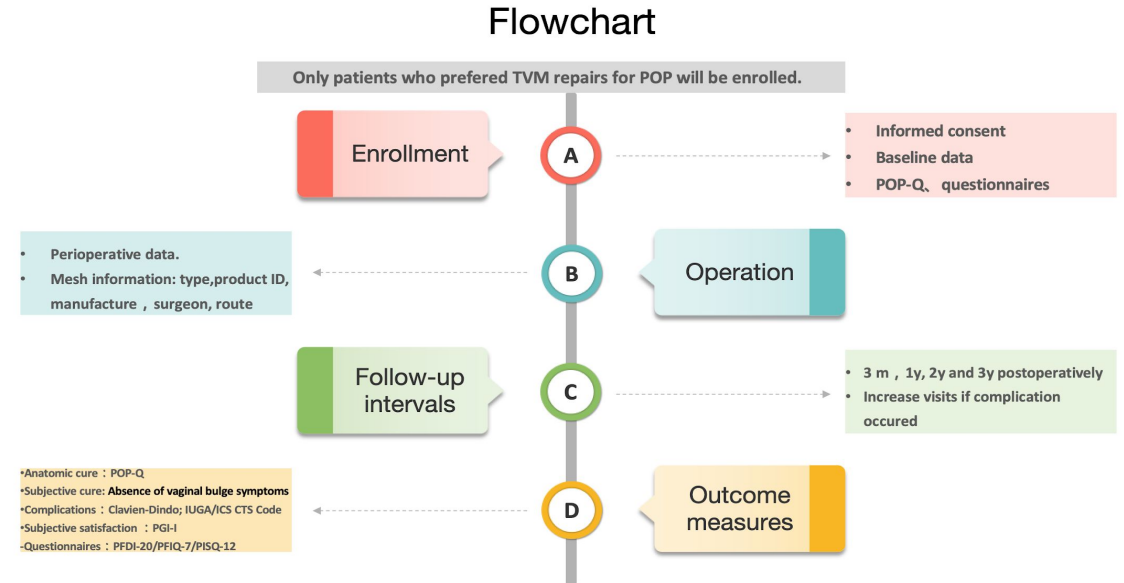 Flowchart
Only patients who prefered TVM repairs for POP will be enrolled.
Enrollment
A
• Informed consent
• Baseline data
• POP-Q、questionnaires
• Perioperative data.
• Mesh information: type,product ID,
manufacture，surgeon, route
B
Operation
Follow-up
intervals
C
• 3 m，1y, 2y and 3y postoperatively
• Increase visits if complication
occured
•Anatomic cure：POP-Q
•Subjective cure: Absence of vaginal bulge symptoms
•Complications：Clavien-Dindo; IUGA/ICS CTS Code
•Subjective satisfaction ：PGI-I
-Questionnaires：PFDI-20/PFIQ-7/PISQ-12
D
Outcome
measures